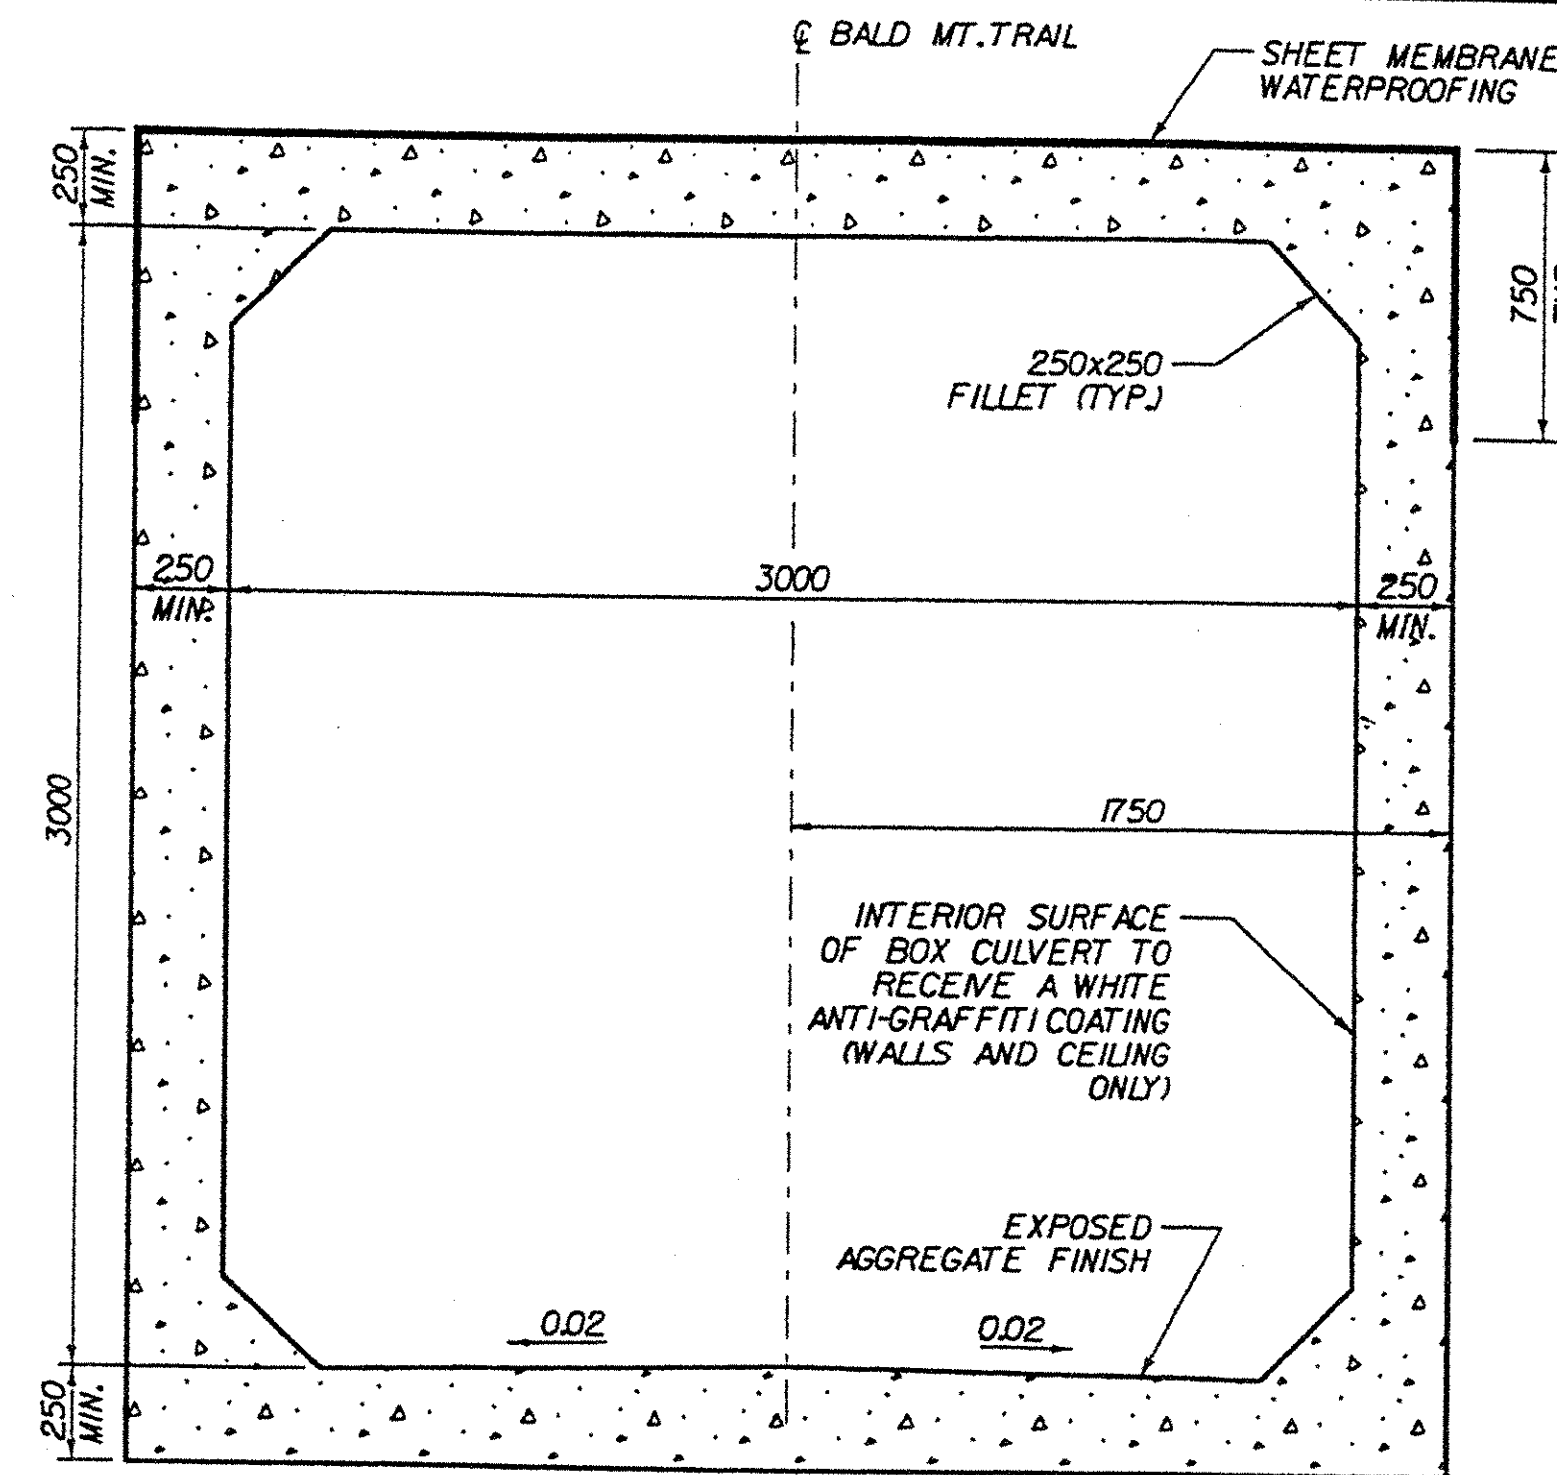 ℄ BALD MT. TRAIL
SHEET MEMBRANE
WATERPROOFING
250
MIN.
750
250x250
FILLET (TYP.)
250
MIN.
3000
250
MIN.
3000
1750
INTERIOR SURFACE
OF BOX CULVERT TO
RECEIVE A WHITE
ANTI-GRAFFITI COATING
(WALLS AND CEILING
ONLY)
EXPOSED
AGGREGATE FINISH
0.02
0.02
250
MIN.